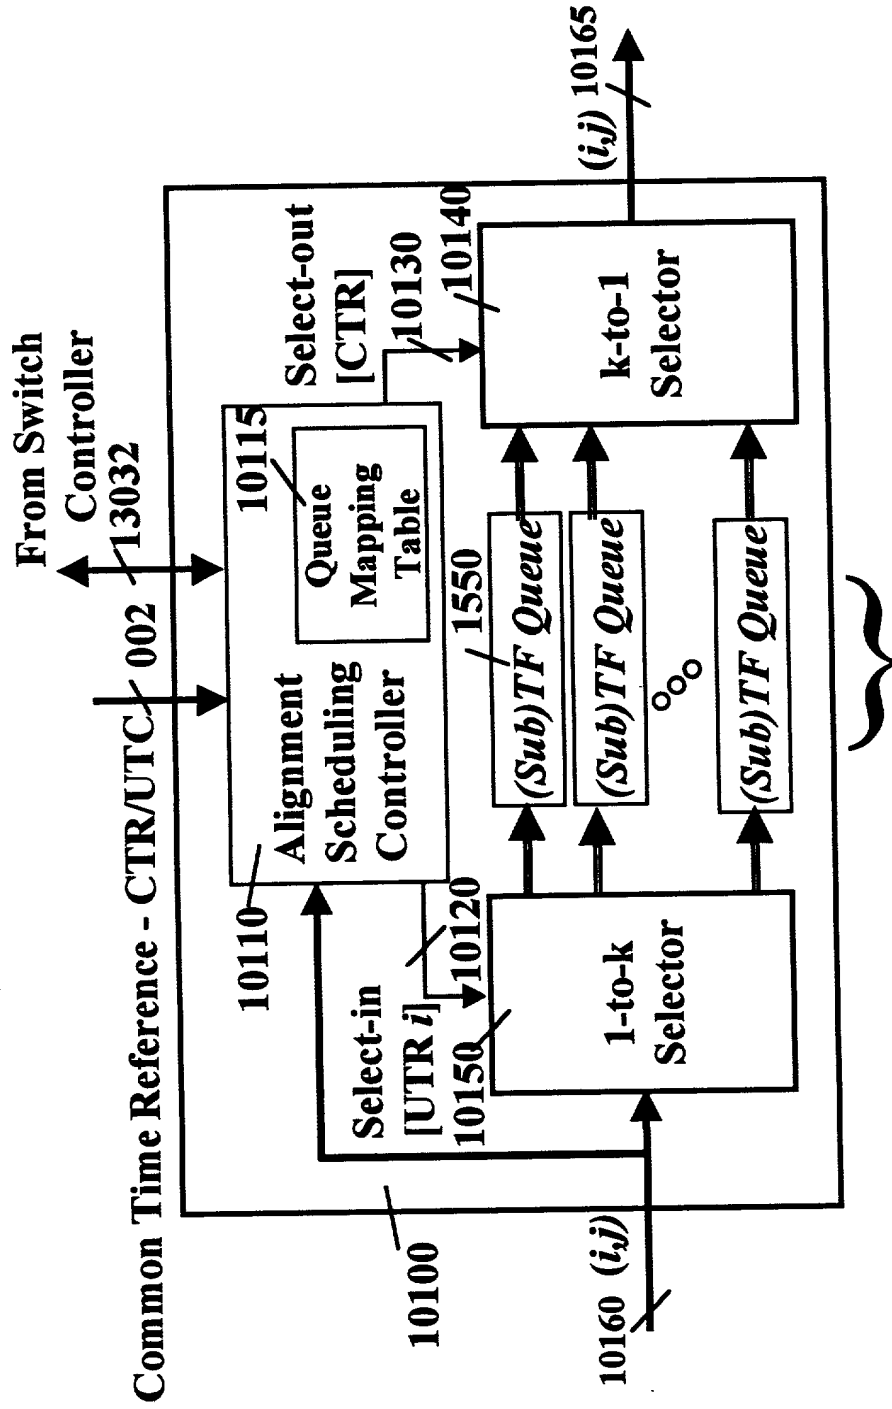 From Switch
Controller
13032
Common Time Reference - CTR/UTC
002
10110
Alignment
Scheduling
Controller
10115
Queue
Mapping
Table
Select-out
[CTR]
10130
10140
Select-in
[UTR i]
10120
10150
1550
(Sub)TF Queue
(Sub)TF Queue
(Sub)TF Queue
1-to-k
Selector
k-to-1
Selector
(i,j) 10165
10100
10160 (i,j)